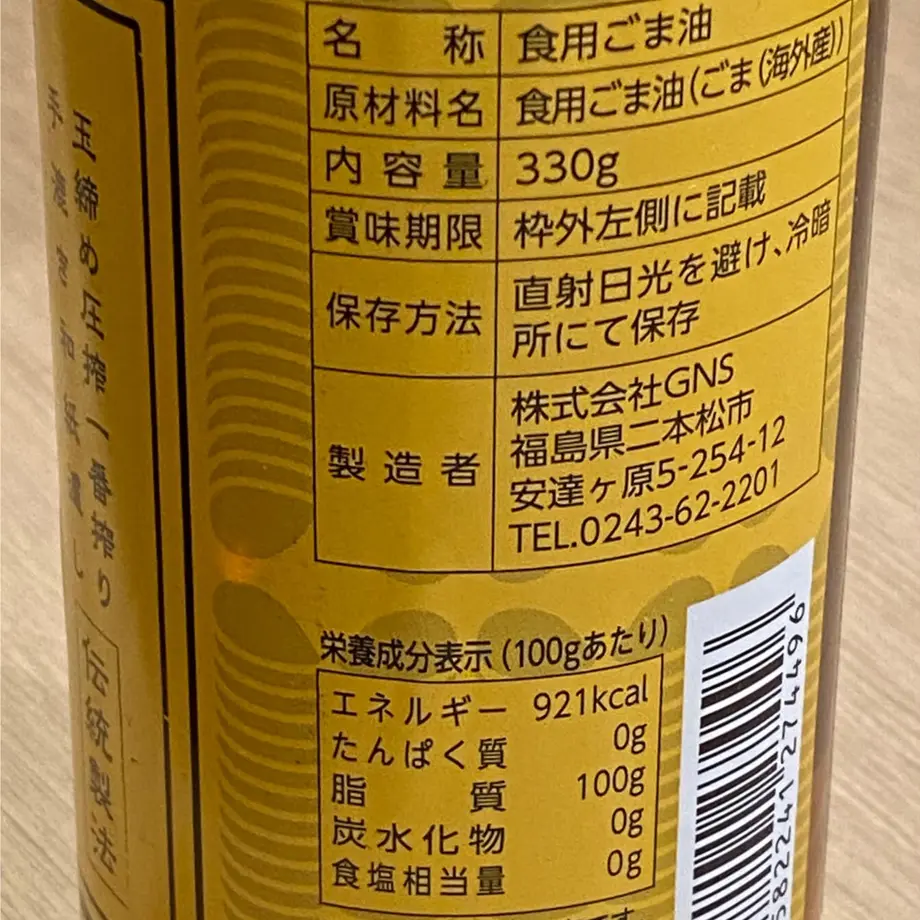 玉締め圧搾一番搾り
手漉き和紙濾し
伝統製法
名称 食用ごま油
原材料名 食用ごま油(ごま(海外産))
内容量 330g
賞味期限 枠外左側に記載
保存方法 直射日光を避け、冷暗
所にて保存
製造者 株式会社GNS
福島県二本松市
安達ヶ原5-254-12
TEL.0243-62-2201
栄養成分表示(100gあたり)
エネルギー 921kcal
たんぱく質 0g
脂質 100g
炭水化物 0g
食塩相当量 0g